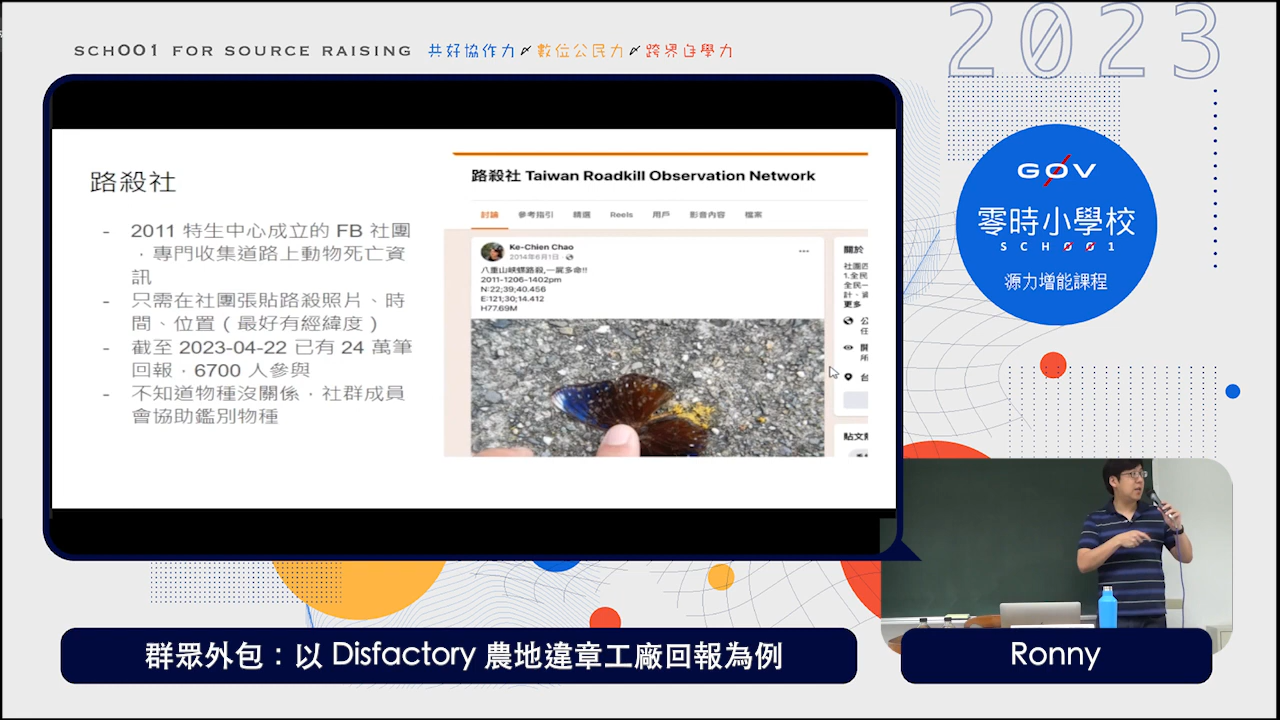 SCH001 FOR SOURCE RAISING 共好協作力 數位公民力 跨界自學力
2023
路殺社
- 2011 特生中心成立的 FB 社團
，專門收集道路上動物死亡資
訊
- 只需在社團張貼路殺照片、時
間、位置（最好有經緯度）
- 截至 2023-04-22 已有 24 萬筆
回報，6700 人參與
- 不知道物種沒關係，社群成員
會協助鑑別物種
路殺社 Taiwan Roadkill Observation Network
討論 參考指引 精選 Reels 用戶 影音內容 檔案
Ke-Chien Chao
2014年6月1日
八重山峽蝶路殺,一屍多命!!
2011-1206-1402pm
N:22;39;40.456
E:121;30;14.412
H77.69M
關於
1.全民
全民一
更多
G0V
零時小學校
SCH001
源力增能課程
群眾外包：以 Disfactory 農地違章工廠回報為例
Ronny